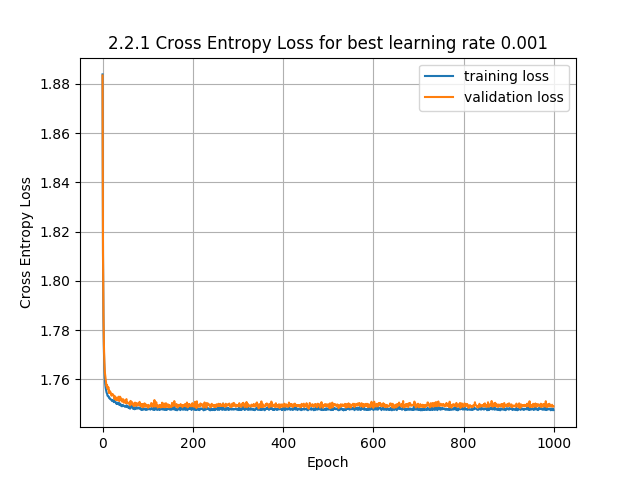 2.2.1 Cross Entropy Loss for best learning rate 0.001
training loss
validation loss
Cross Entropy Loss
1.88
1.86
1.84
1.82
1.80
1.78
1.76
0 200 400 600 800 1000
Epoch